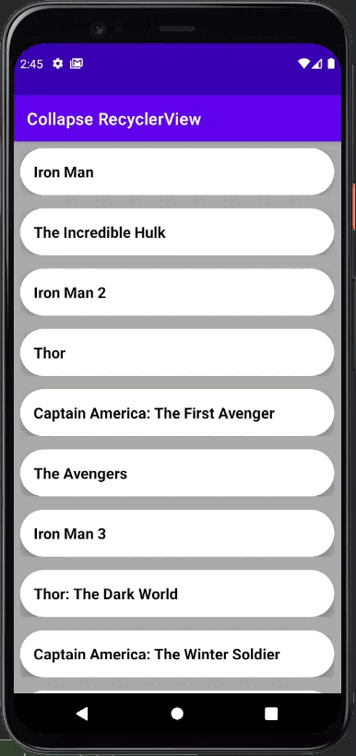 2:45
Collapse RecyclerView
Iron Man
The Incredible Hulk
Iron Man 2
Thor
Captain America: The First Avenger
The Avengers
Iron Man 3
Thor: The Dark World
Captain America: The Winter Soldier